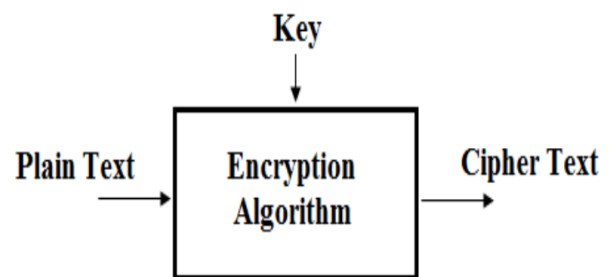 Key
Plain Text
Encryption
Algorithm
Cipher Text